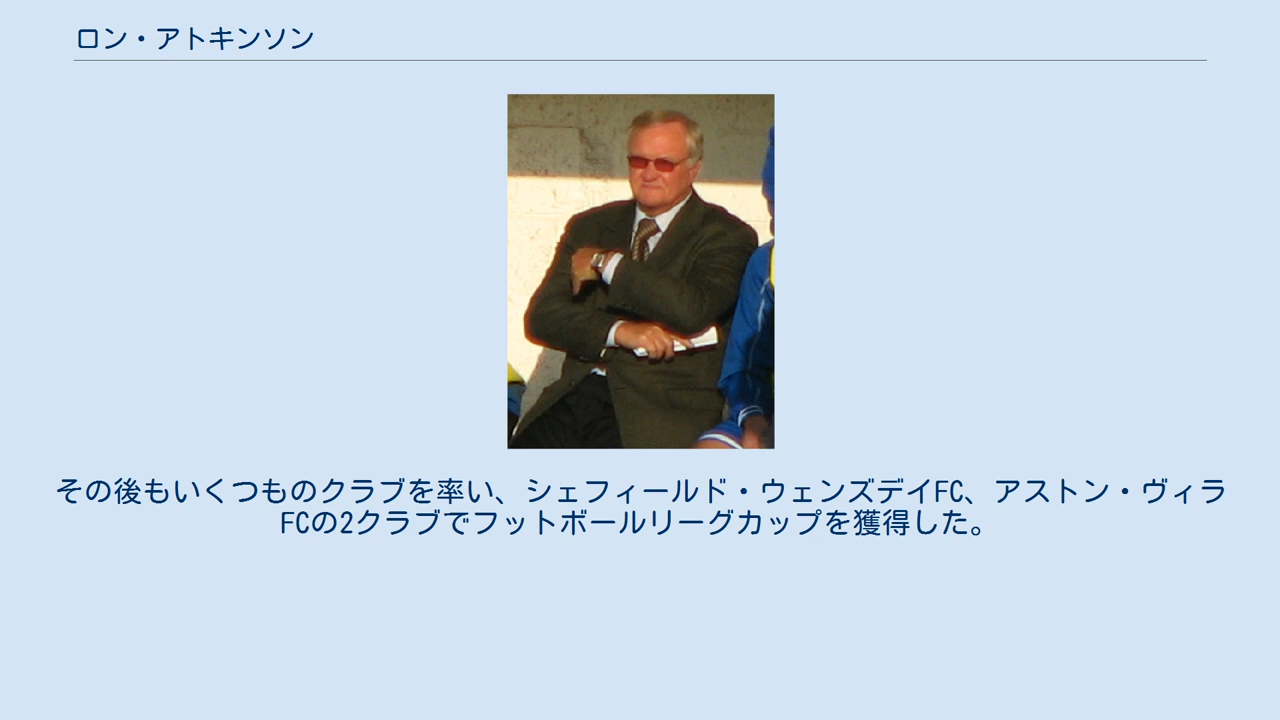 ロン・アトキンソン
その後もいくつものクラブを率い、シェフィールド・ウェンズデイFC、アストン・ヴィラ
FCの2クラブでフットボールリーグカップを獲得した。